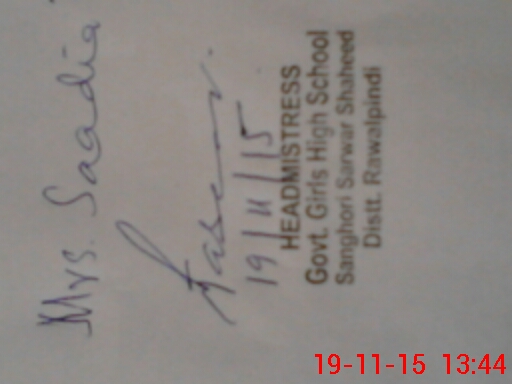 Mrs. Saadia
19/11/15
HEADMISTRESS
Govt. Girls High School
Sanghori Sarwar Shaheed
Distt. Rawalpindi
19-11-15 13:44